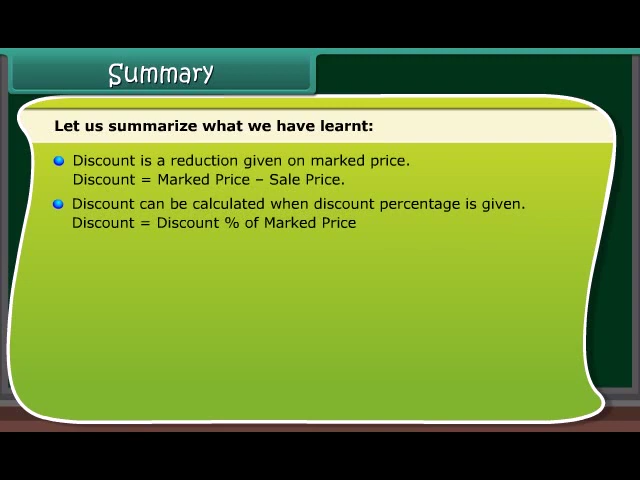 Summary
Let us summarize what we have learnt:
Discount is a reduction given on marked price.
Discount = Marked Price – Sale Price.
Discount can be calculated when discount percentage is given.
Discount = Discount % of Marked Price